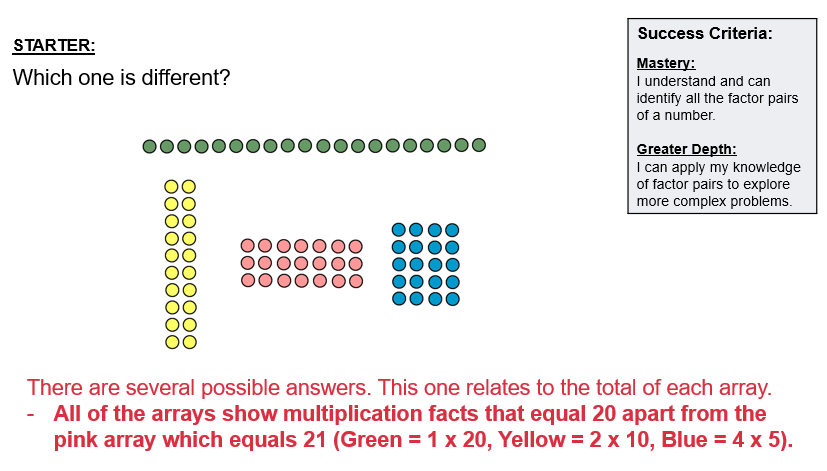 STARTER:
Which one is different?
Success Criteria:
Mastery:
I understand and can
identify all the factor pairs
of a number.
Greater Depth:
I can apply my knowledge
of factor pairs to explore
more complex problems.
There are several possible answers. This one relates to the total of each array.
- All of the arrays show multiplication facts that equal 20 apart from the
pink array which equals 21 (Green = 1 x 20, Yellow = 2 x 10, Blue = 4 x 5).